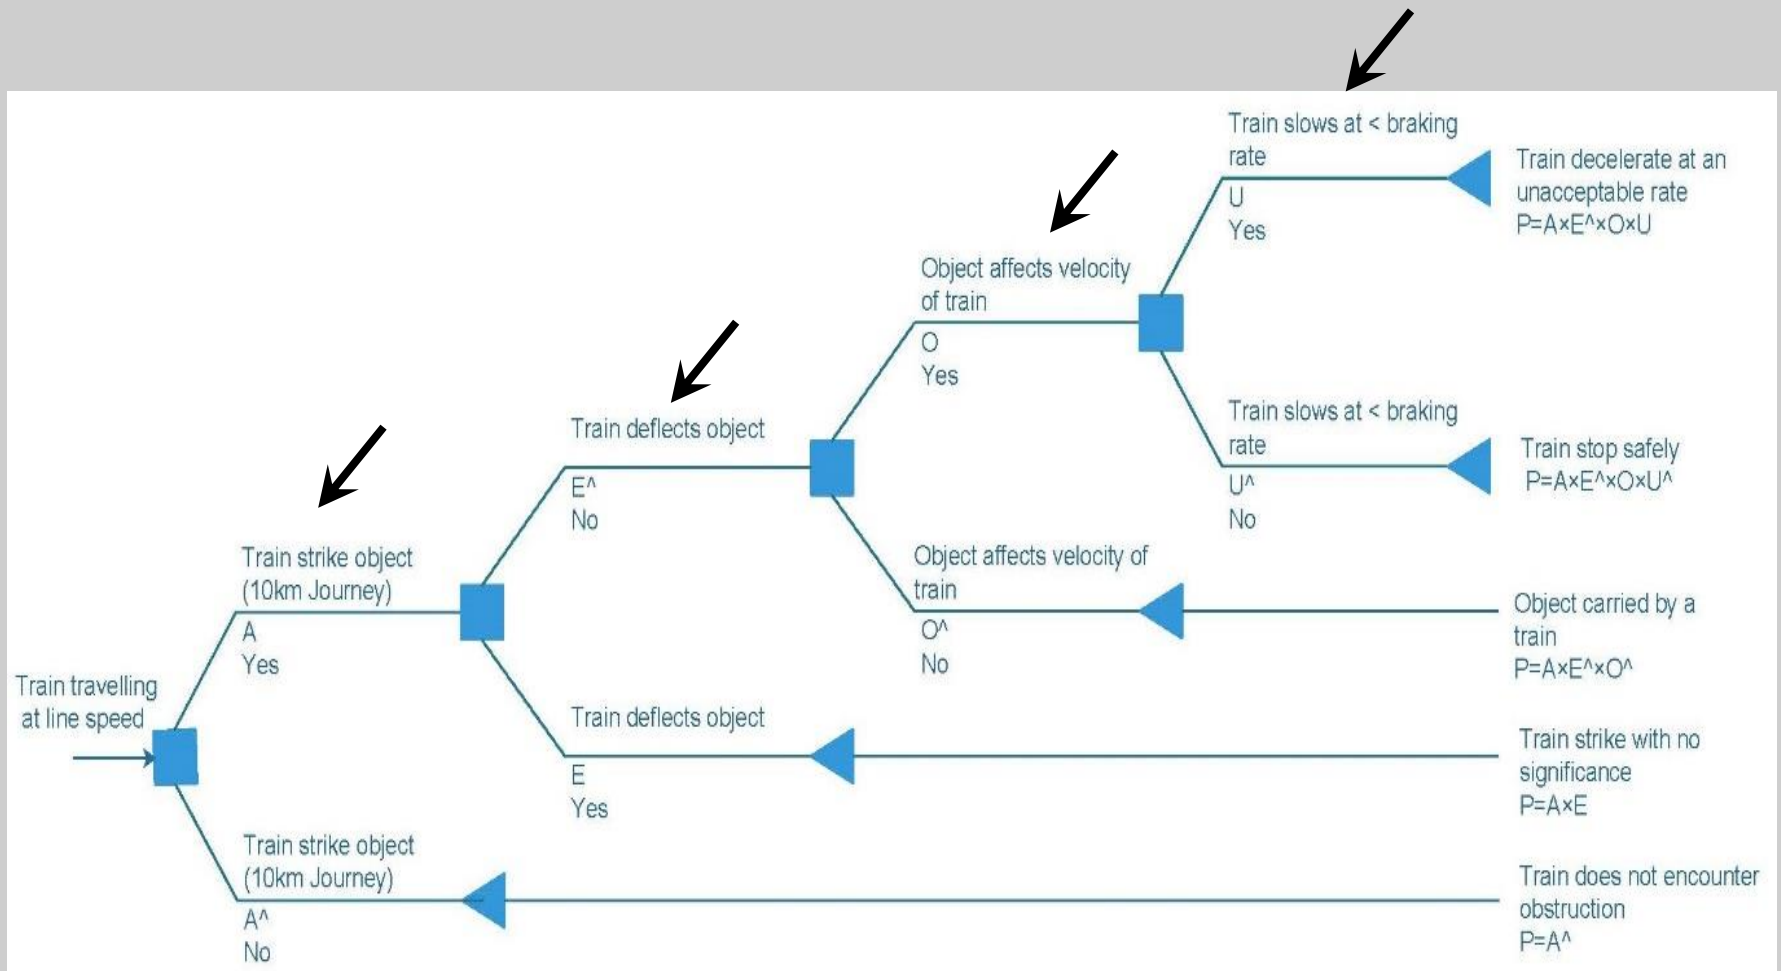 Train slows at < braking
rate
U
Yes
Train decelerate at an
unacceptable rate
P=A×E^×O×U
Object affects velocity
of train
O
Yes
Train slows at < braking
rate
U^
No
Train stop safely
P=A×E^×O×U^
Train deflects object
E^
No
Object affects velocity of
train
O^
No
Object carried by a
train
P=A×E^×O^
Train strike object
(10km Journey)
A
Yes
Train travelling
at line speed
Train deflects object
E
Yes
Train strike with no
significance
P=A×E
Train strike object
(10km Journey)
A^
No
Train does not encounter
obstruction
P=A^